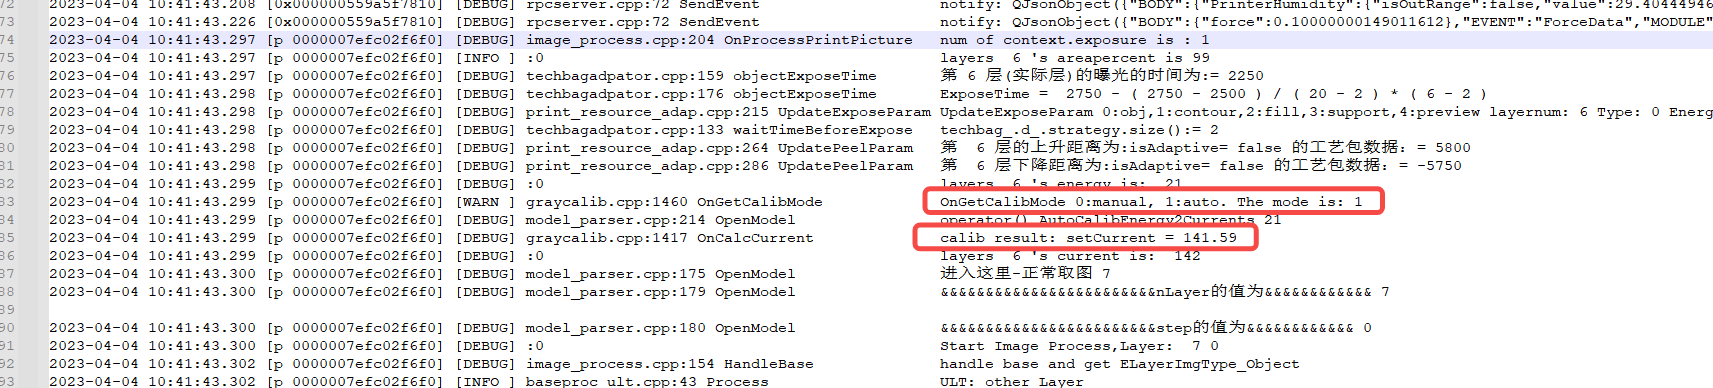 72 2023-04-04 10:41:43.208 [0x000000559a5f7810] [DEBUG] rpcserver.cpp:72 SendEvent notify: QJsonObject({"BODY":{"PrinterHumidity":{"isOutRange":false,"value":29.40444946
73 2023-04-04 10:41:43.226 [0x000000559a5f7810] [DEBUG] rpcserver.cpp:72 SendEvent notify: QJsonObject({"BODY":{"force":0.10000000149011612},"EVENT":"ForceData","MODULE"
74 2023-04-04 10:41:43.297 [p 0000007efc02f6f0] [DEBUG] image_process.cpp:204 OnProcessPrintPicture num of context.exposure is : 1
75 2023-04-04 10:41:43.297 [p 0000007efc02f6f0] [INFO ] :0 layers 6 's areapercent is 99
76 2023-04-04 10:41:43.297 [p 0000007efc02f6f0] [DEBUG] techbagadpator.cpp:159 objectExposeTime 第 6 层(实际层)的曝光的时间为:= 2250
77 2023-04-04 10:41:43.298 [p 0000007efc02f6f0] [DEBUG] techbagadpator.cpp:176 objectExposeTime ExposeTime = 2750 - ( 2750 - 2500 ) / ( 20 - 2 ) * ( 6 - 2 )
78 2023-04-04 10:41:43.298 [p 0000007efc02f6f0] [DEBUG] print_resource_adap.cpp:215 UpdateExposeParam UpdateExposeParam 0:obj,1:contour,2:fill,3:support,4:preview layernum: 6 Type: 0 Energ
79 2023-04-04 10:41:43.298 [p 0000007efc02f6f0] [DEBUG] techbagadpator.cpp:133 waitTimeBeforeExpose techbag_.d_.strategy.size():= 2
80 2023-04-04 10:41:43.298 [p 0000007efc02f6f0] [DEBUG] print_resource_adap.cpp:264 UpdatePeelParam 第 6 层的上升距离为:isAdaptive= false 的工艺包数据：= 5800
81 2023-04-04 10:41:43.298 [p 0000007efc02f6f0] [DEBUG] print_resource_adap.cpp:286 UpdatePeelParam 第 6 层下降距离为:isAdaptive= false 的工艺包数据：= -5750
82 2023-04-04 10:41:43.299 [p 0000007efc02f6f0] [DEBUG] :0 layers 6 's energy is: 21
83 2023-04-04 10:41:43.299 [p 0000007efc02f6f0] [WARN ] graycalib.cpp:1460 OnGetCalibMode OnGetCalibMode 0:manual, 1:auto. The mode is: 1
84 2023-04-04 10:41:43.299 [p 0000007efc02f6f0] [DEBUG] model_parser.cpp:214 OpenModel operator() AutoCalibEnergy2Currents 21
85 2023-04-04 10:41:43.299 [p 0000007efc02f6f0] [DEBUG] graycalib.cpp:1417 OnCalcCurrent calib result: setCurrent = 141.59
86 2023-04-04 10:41:43.299 [p 0000007efc02f6f0] [DEBUG] :0 layers 6 's current is: 142
87 2023-04-04 10:41:43.300 [p 0000007efc02f6f0] [DEBUG] model_parser.cpp:175 OpenModel 进入这里-正常取图 7
88 2023-04-04 10:41:43.300 [p 0000007efc02f6f0] [DEBUG] model_parser.cpp:179 OpenModel &&&&&&&&&&&&&&&&&&&&&&&&nLayer的值为&&&&&&&&&&&& 7
89
90 2023-04-04 10:41:43.300 [p 0000007efc02f6f0] [DEBUG] model_parser.cpp:180 OpenModel &&&&&&&&&&&&&&&&&&&&&&&&step的值为&&&&&&&&&&&& 0
91 2023-04-04 10:41:43.300 [p 0000007efc02f6f0] [DEBUG] :0 Start Image Process,Layer: 7 0
92 2023-04-04 10:41:43.302 [p 0000007efc02f6f0] [DEBUG] image_process.cpp:154 HandleBase handle base and get ELayerImgType_Object
93 2023-04-04 10:41:43.302 [p 0000007efc02f6f0] [INFO ] baseproc_ult.cpp:43 Process ULT: other Layer